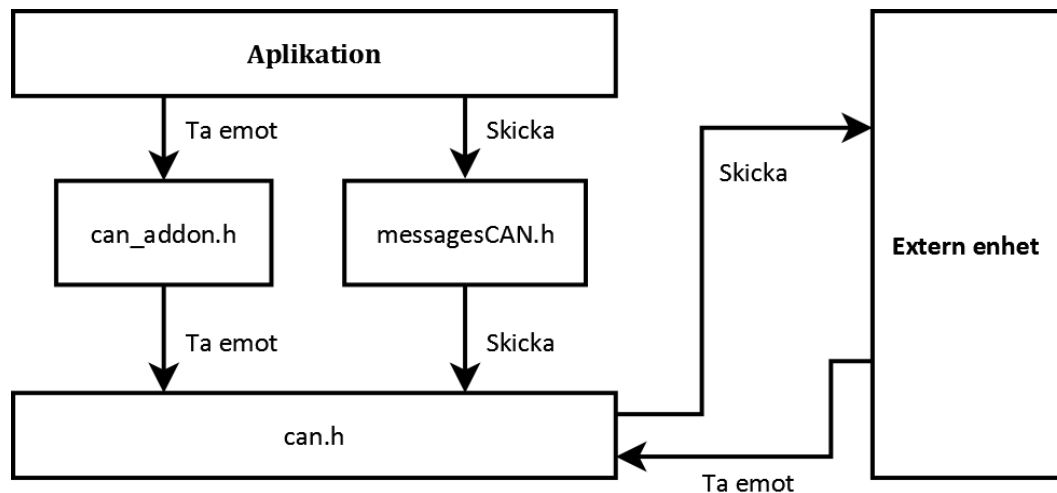 Aplikation
Ta emot
Skicka
Skicka
can_addon.h
messagesCAN.h
Extern enhet
Ta emot
Skicka
can.h
Ta emot